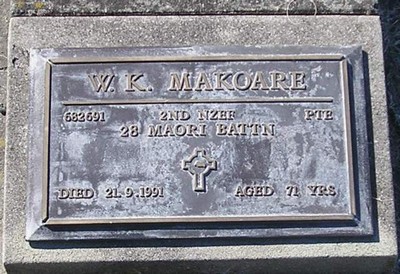 W. K. MAKOARE
682691 2ND NZEF PTE
28 MAORI BATTN
DIED 21.9.1991 AGED 71 YRS